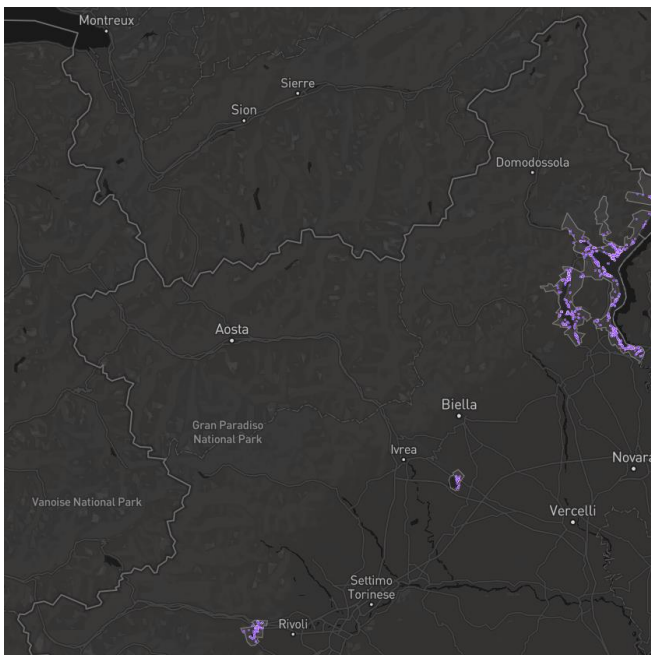 Montreux
Sierre
Sion
Domodossola
Aosta
Biella
Gran Paradiso
National Park
Ivrea
Novara
Vanoise National Park
Vercelli
Settimo
Torinese
Rivoli